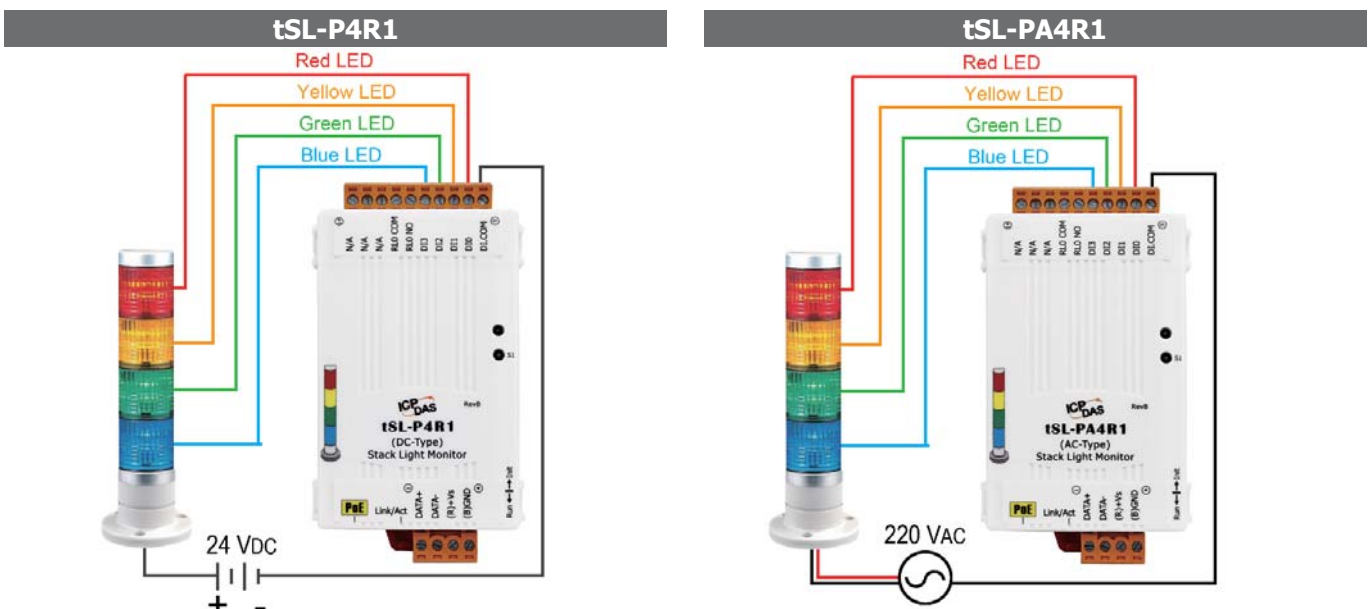 tSL-P4R1
Red LED
Yellow LED
Green LED
Blue LED
N/A
N/A
N/A
RL0 COM
RL0 NO
DI3
DI2
DI1
DI0
DI.COM
S1
ICP DAS
RevB
tSL-P4R1
(DC-Type)
Stack Light Monitor
PoE
Link/Act
DATA+
DATA-
(R)+Vs
(B)GND
Run
Init
24 VDC
+ -
tSL-PA4R1
Red LED
Yellow LED
Green LED
Blue LED
N/A
N/A
N/A
RL0 COM
RL0 NO
DI3
DI2
DI1
DI0
DI.COM
S1
ICP DAS
RevB
tSL-PA4R1
(AC-Type)
Stack Light Monitor
PoE
Link/Act
DATA+
DATA-
(R)+Vs
(B)GND
Run
Init
220 VAC